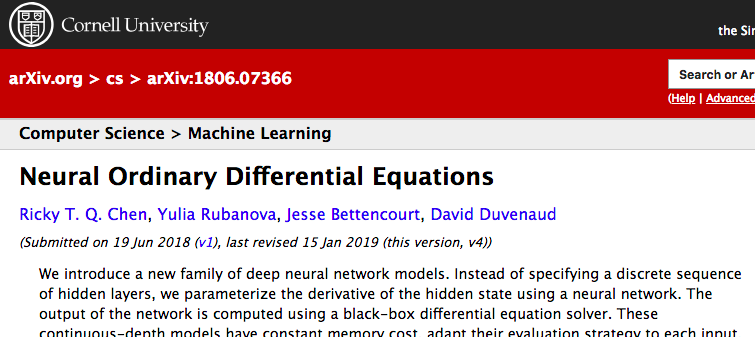 Cornell University
the Si
arXiv.org > cs > arXiv:1806.07366
Search or Ar
(Help | Advanced
Computer Science > Machine Learning
Neural Ordinary Differential Equations
Ricky T. Q. Chen, Yulia Rubanova, Jesse Bettencourt, David Duvenaud
(Submitted on 19 Jun 2018 (v1), last revised 15 Jan 2019 (this version, v4))
We introduce a new family of deep neural network models. Instead of specifying a discrete sequence
of hidden layers, we parameterize the derivative of the hidden state using a neural network. The
output of the network is computed using a black-box differential equation solver. These
continuous-depth models have constant memory cost, adapt their evaluation strategy to each input